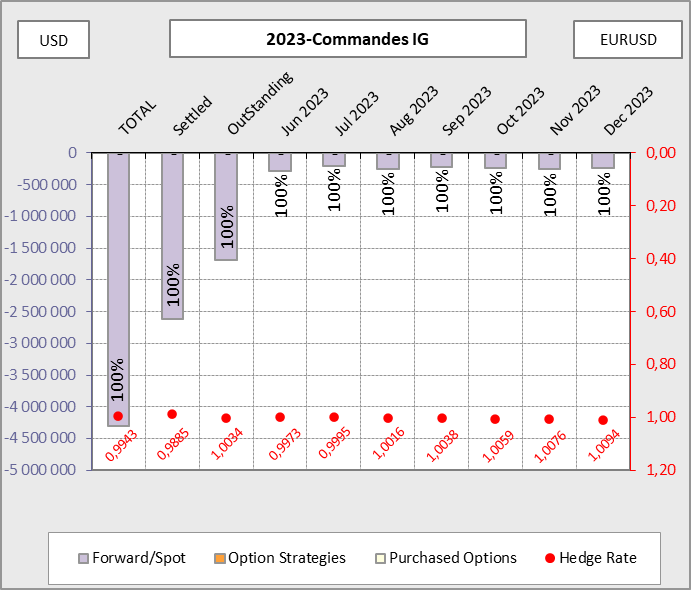 USD
2023-Commandes IG
EURUSD
TOTAL
Settled
OutStanding
Jun 2023
Jul 2023
Aug 2023
Sep 2023
Oct 2023
Nov 2023
Dec 2023
0
-500 000
-1 000 000
-1 500 000
-2 000 000
-2 500 000
-3 000 000
-3 500 000
-4 000 000
-4 500 000
-5 000 000
100%
100%
100%
100%
100%
100%
100%
100%
100%
100%
0,9943
0,9885
1,0034
0,9973
0,9995
1,0016
1,0038
1,0059
1,0076
1,0094
0,00
0,20
0,40
0,60
0,80
1,00
1,20
Forward/Spot
Option Strategies
Purchased Options
Hedge Rate